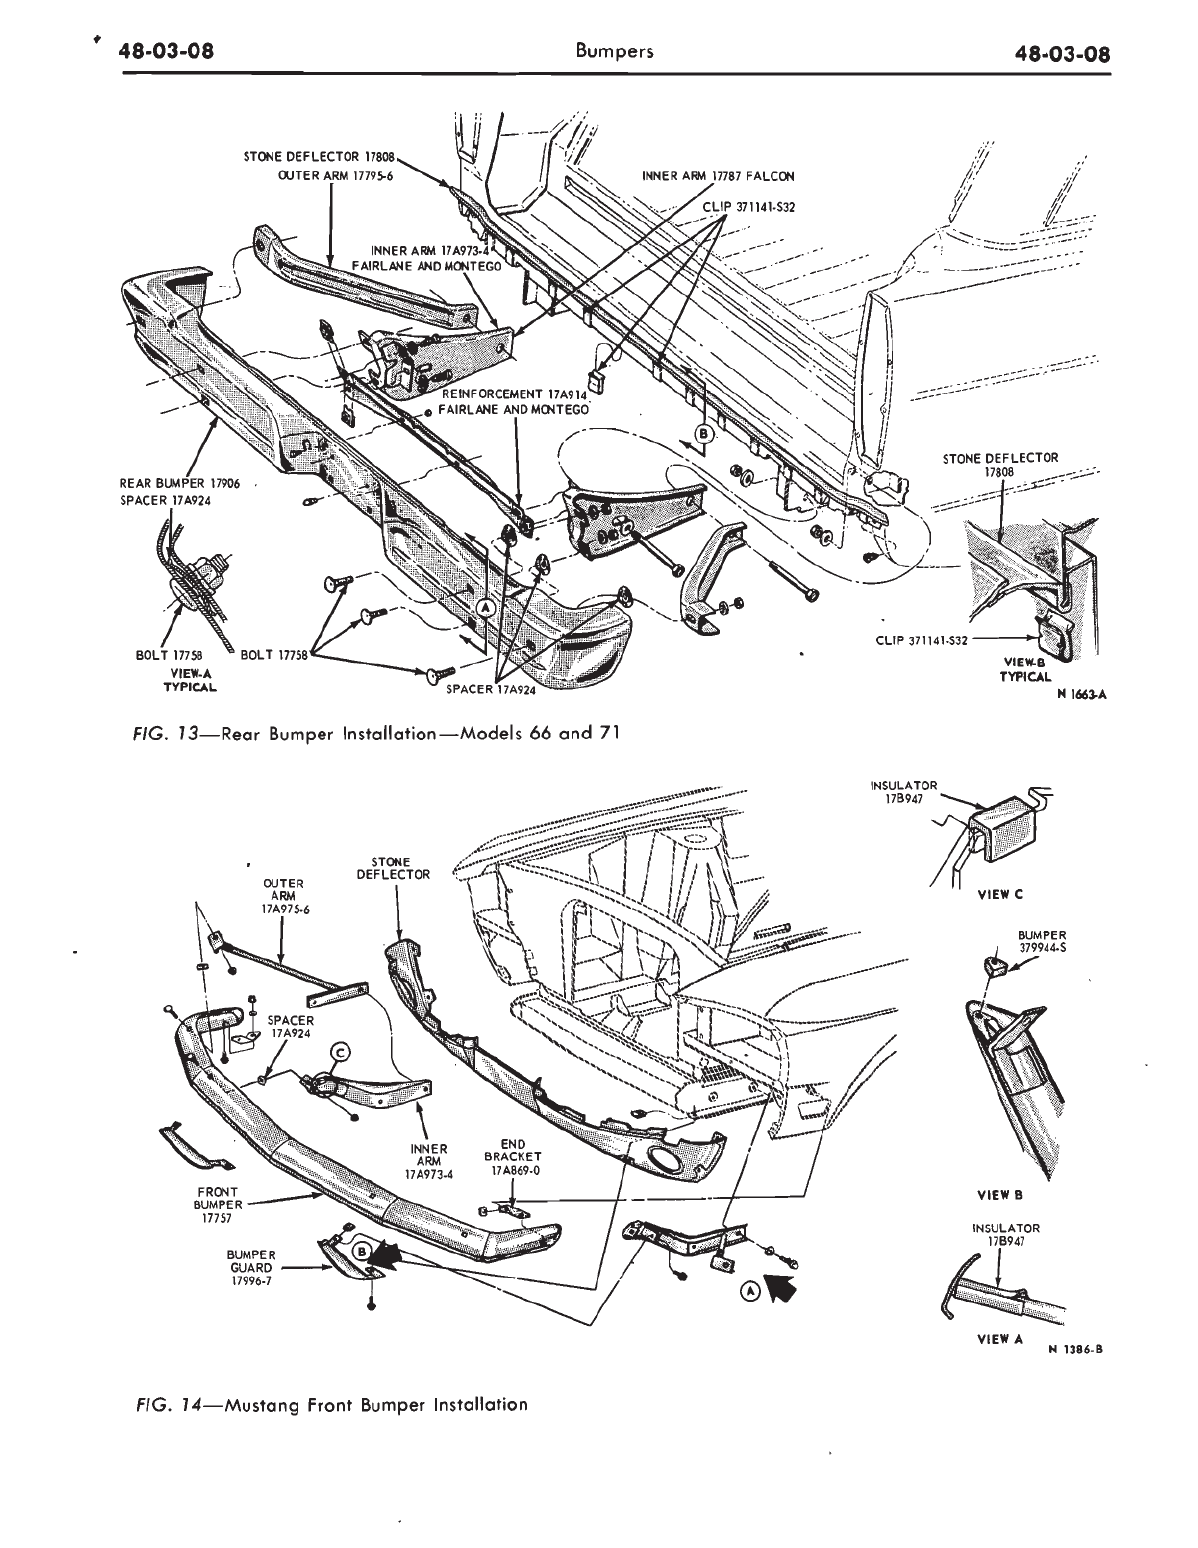 48-03-08
Bumpers
48-03-08
STONE DEFLECTOR 17808
OUTER ARM 17795-6
INNER ARM 17787 FALCON
CLIP 371141-S32
INNER ARM 17A973-4
FAIRLANE AND MONTEGO
REINFORCEMENT 17A914
FAIRLANE AND MONTEGO
B
STONE DEFLECTOR
17808
REAR BUMPER 17906
SPACER 17A924
A
CLIP 371141-S32
BOLT 17758
BOLT 17758
VIEW-A
TYPICAL
SPACER 17A924
VIEW-B
TYPICAL
N 1663-A
FIG. 13—Rear Bumper Installation—Models 66 and 71
INSULATOR
17B947
VIEW C
STONE
DEFLECTOR
OUTER
ARM
17A975-6
BUMPER
379944-S
SPACER
17A924
C
INNER
ARM
17A973-4
END
BRACKET
17A869-0
FRONT
BUMPER
17757
VIEW B
BUMPER
GUARD
17996-7
B
A
INSULATOR
17B947
VIEW A
N 1386-B
FIG. 14—Mustang Front Bumper Installation